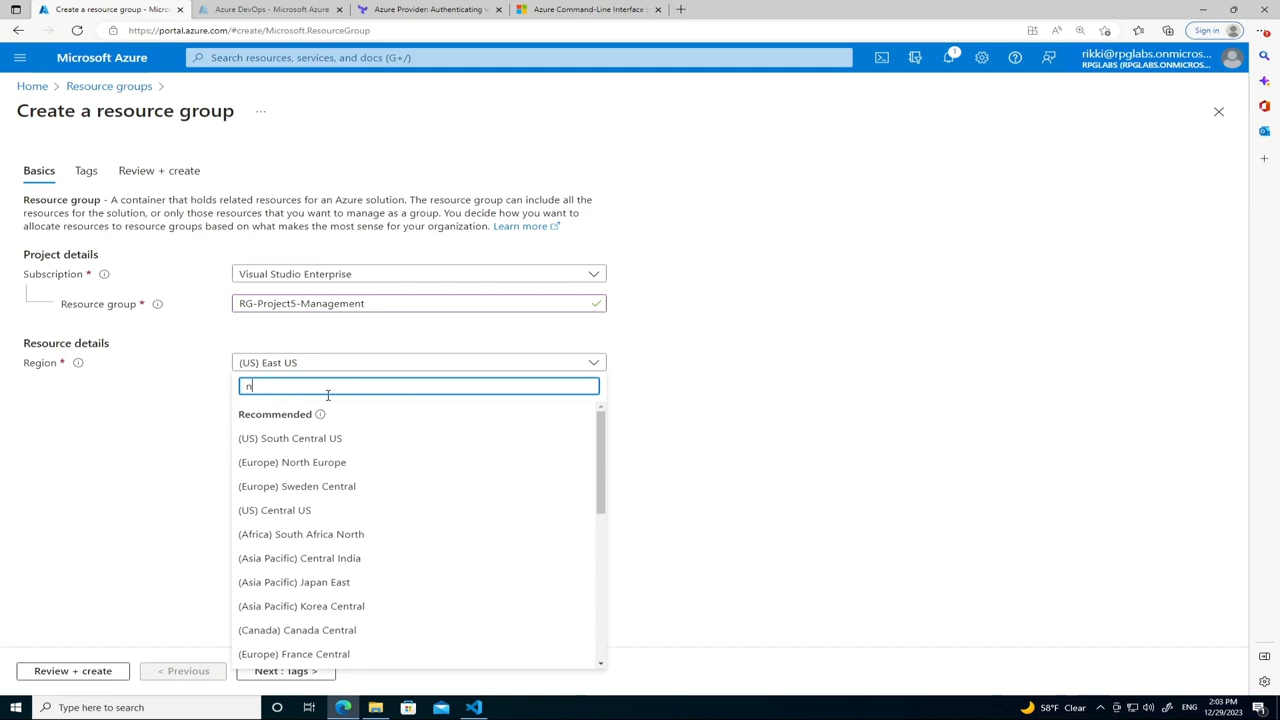 Create a resource group - Micros
Azure DevOps - Microsoft Azure
Azure Provider: Authenticating v
Azure Command-Line Interface
https://portal.azure.com/#create/Microsoft.ResourceGroup
Sign in
Microsoft Azure
Search resources, services, and docs (G+/)
1
rikki@rpglabs.onmicros...
RPGLABS (RPGLABS.ONMICROS...
Home > Resource groups >
Create a resource group ...
Basics Tags Review + create
Resource group - A container that holds related resources for an Azure solution. The resource group can include all the
resources for the solution, or only those resources that you want to manage as a group. You decide how you want to
allocate resources to resource groups based on what makes the most sense for your organization. Learn more
Project details
Subscription * Visual Studio Enterprise
Resource group * RG-Project5-Management
Resource details
Region * (US) East US
n
Recommended
(US) South Central US
(Europe) North Europe
(Europe) Sweden Central
(US) Central US
(Africa) South Africa North
(Asia Pacific) Central India
(Asia Pacific) Japan East
(Asia Pacific) Korea Central
(Canada) Canada Central
(Europe) France Central
Review + create < Previous Next : Tags >
Type here to search
58°F Clear
2:03 PM
12/29/2023